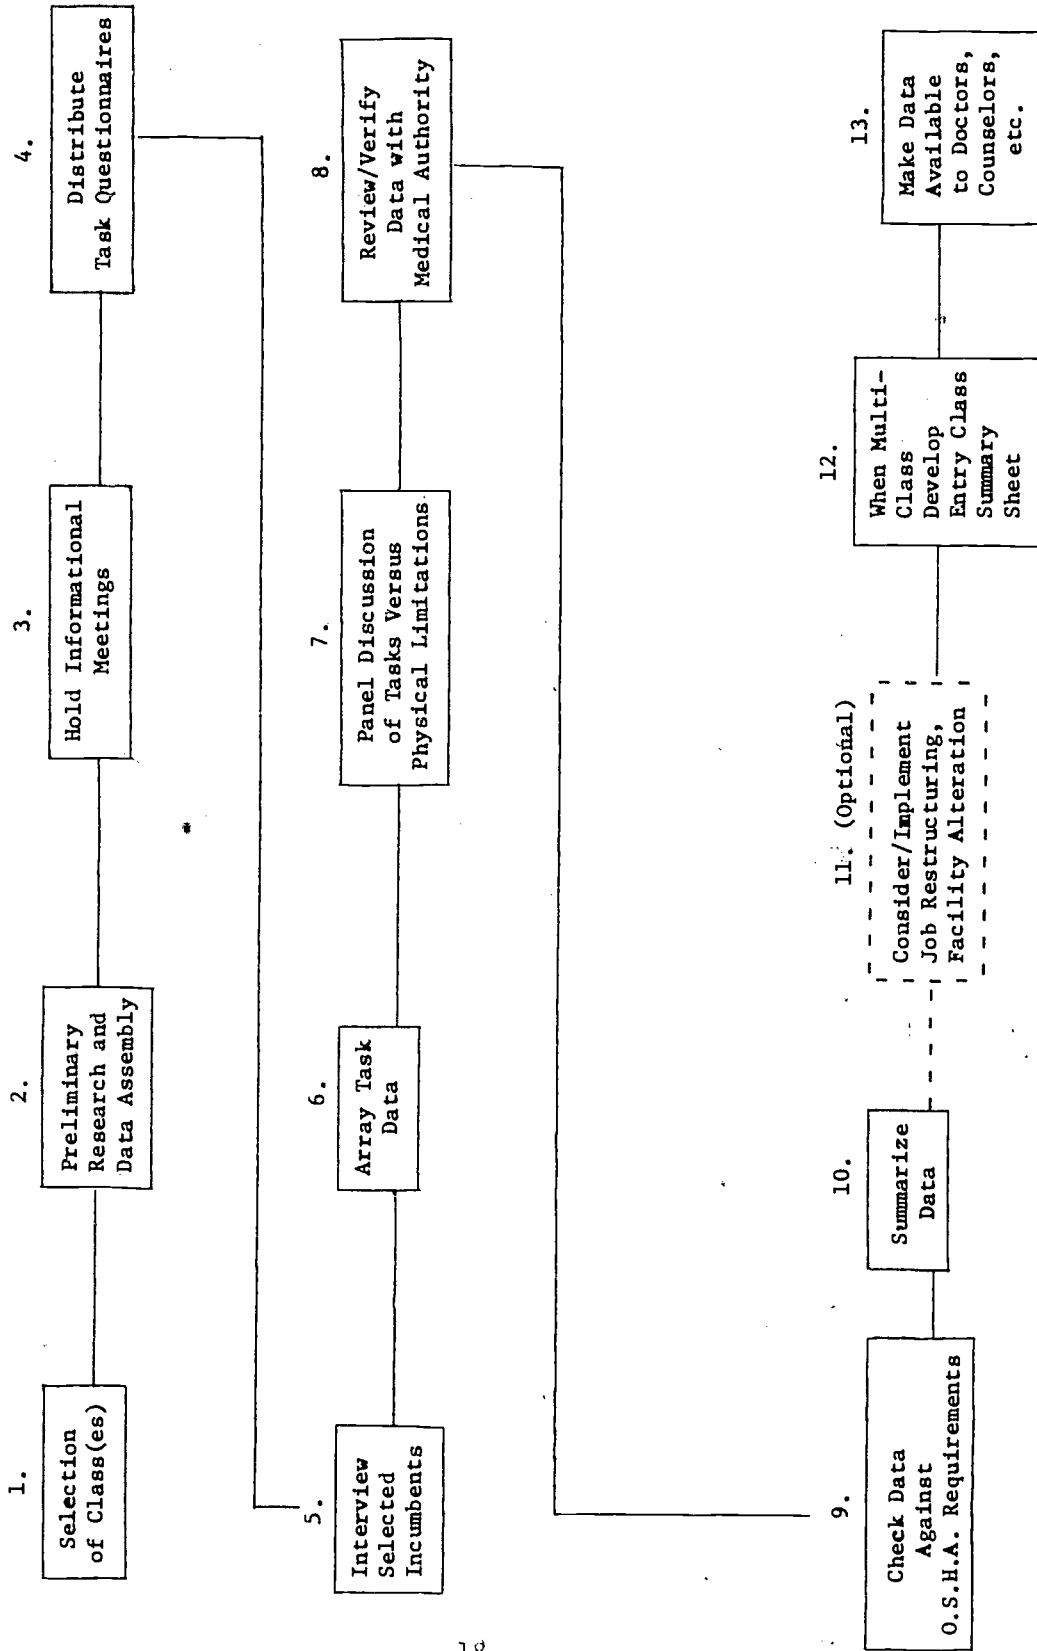 1.
Selection
of Class(es)
2.
Preliminary
Research and
Data Assembly
3.
Hold Informational
Meetings
4.
Distribute
Task Questionnaires
5.
Interview
Selected
Incumbents
6.
Array Task
Data
7.
Panel Discussion
of Tasks Versus
Physical Limitations
8.
Review/Verify
Data with
Medical Authority
9.
Check Data
Against
O.S.H.A. Requirements
10.
Summarize
Data
11. (Optional)
Consider/Implement
Job Restructuring,
Facility Alteration
12.
When Multi-
Class
Develop
Entry Class
Summary
Sheet
13.
Make Data
Available
to Doctors,
Counselors,
etc.